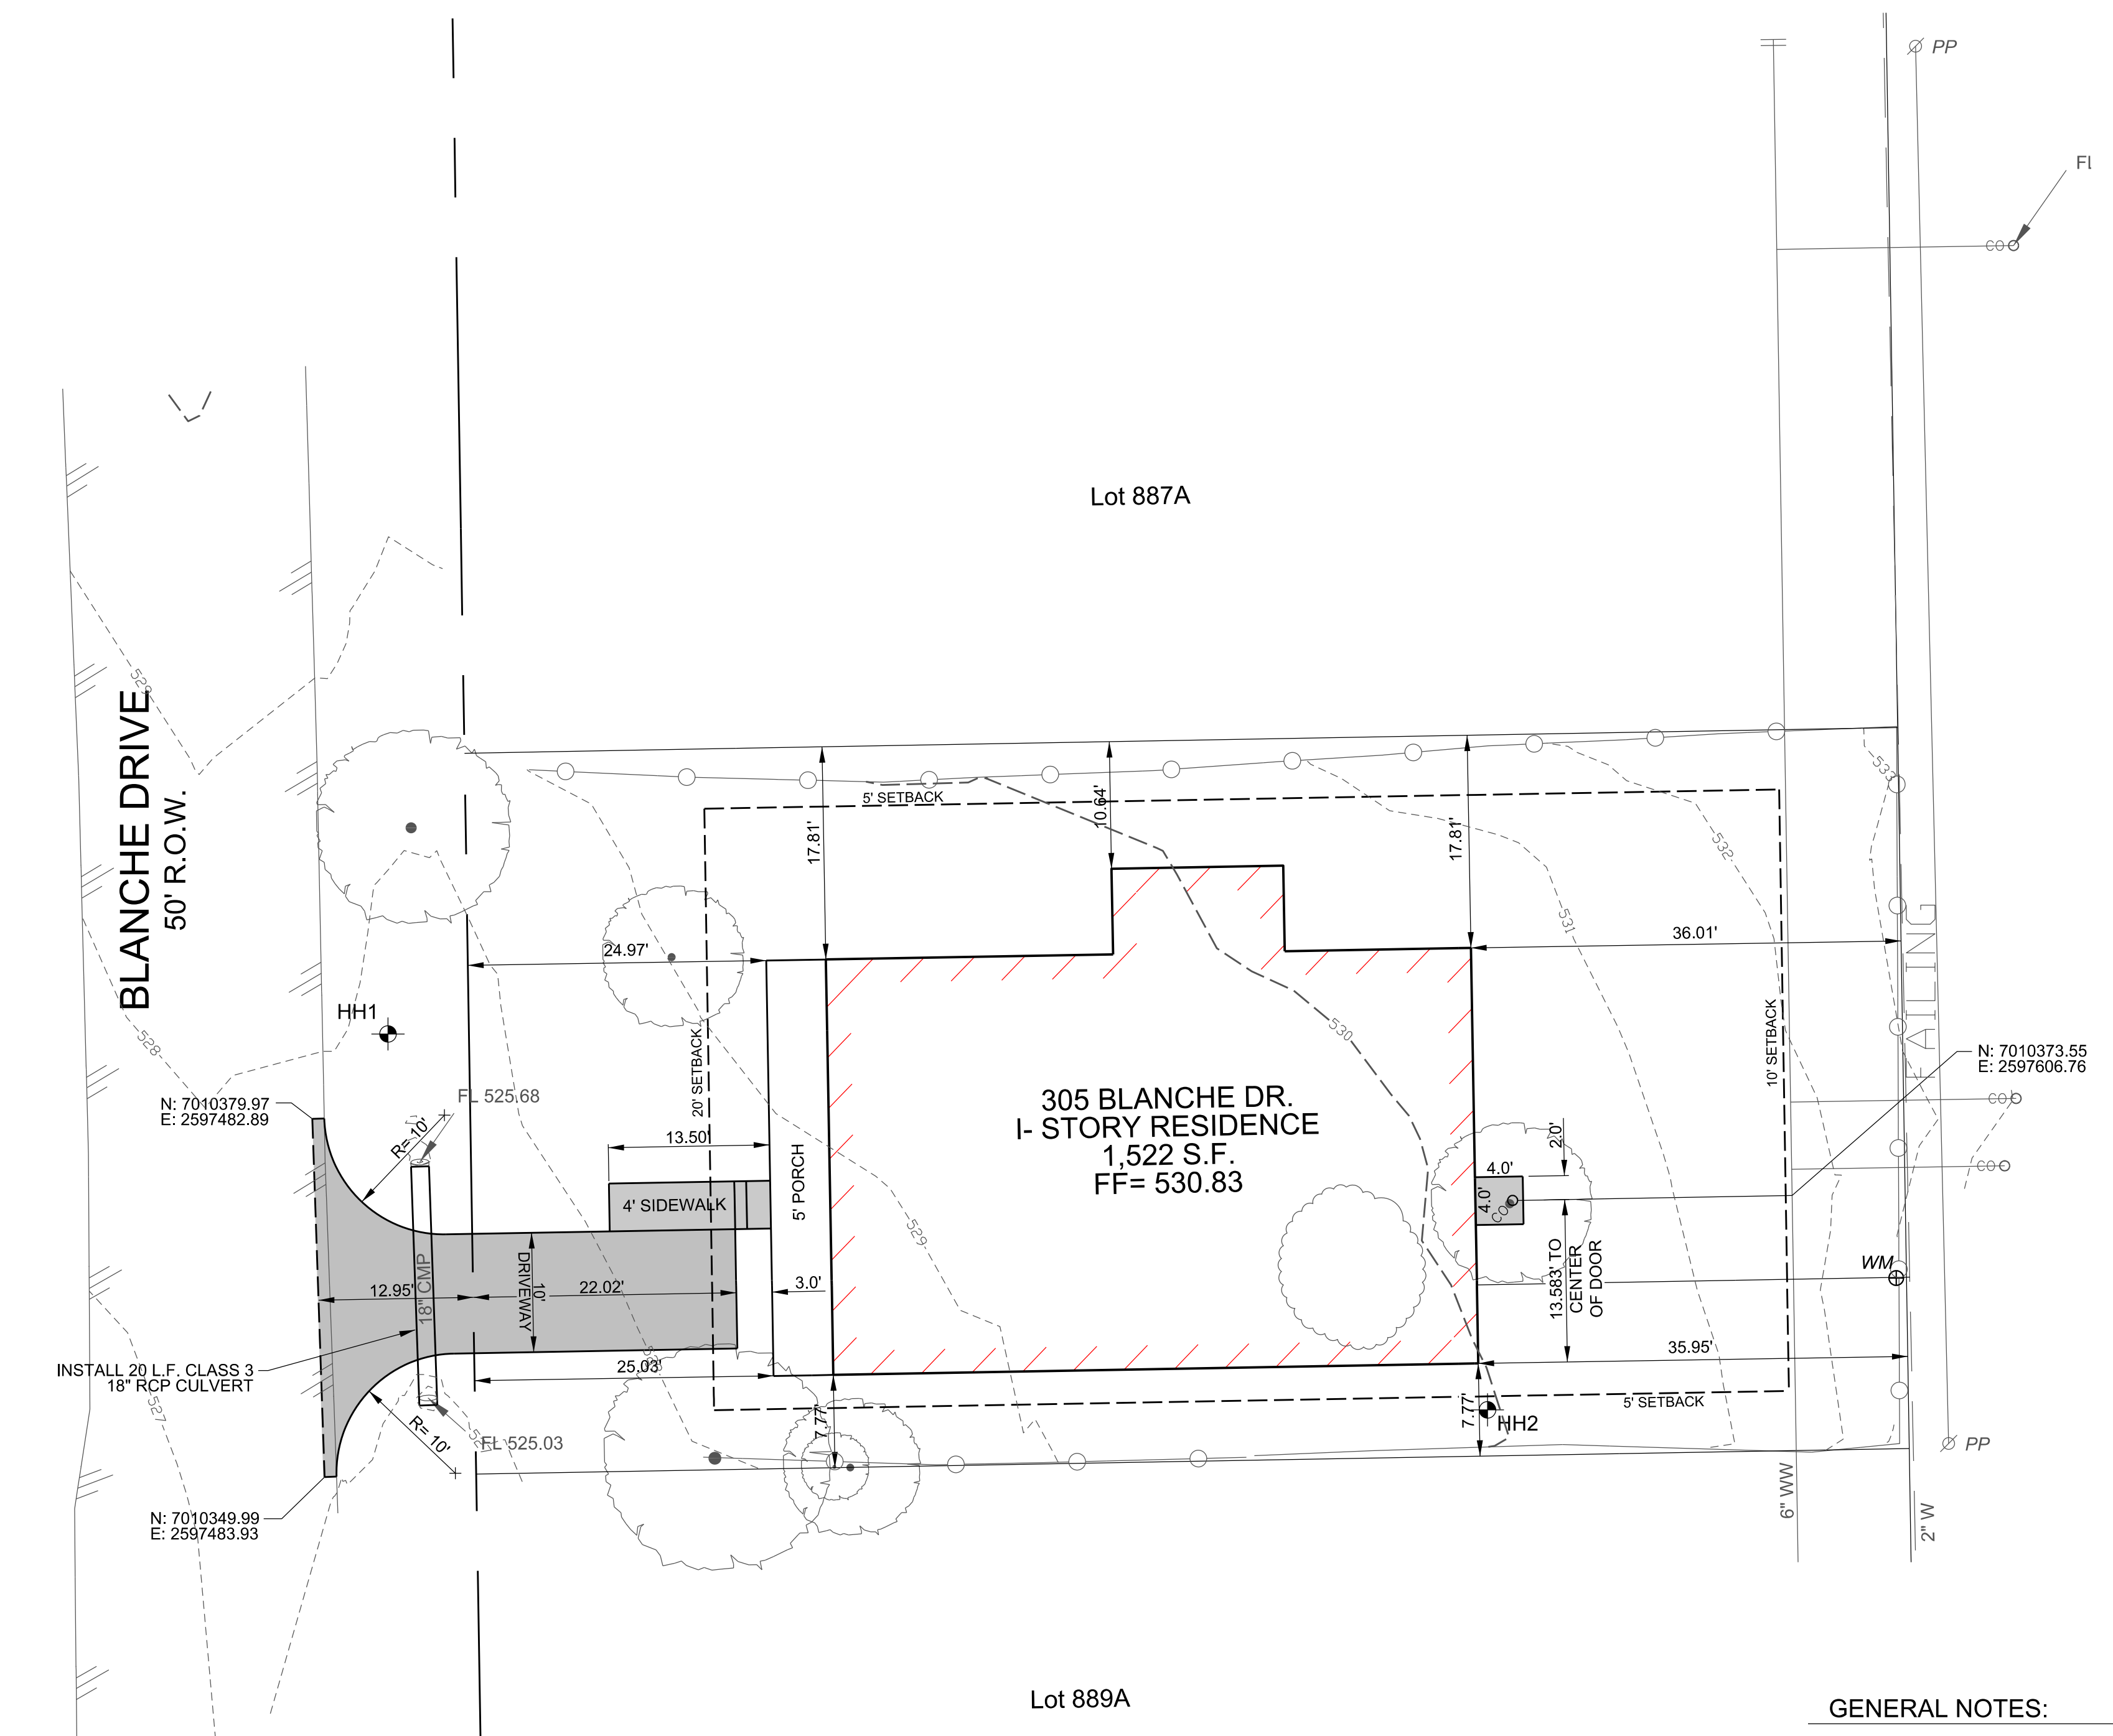 PP
Fl
CO
Lot 887A
529
BLANCHE DRIVE
50' R.O.W.
5' SETBACK
10.64'
17.81'
17.81'
533
532
531
24.97'
36.01'
HH1
528
530
20' SETBACK
10' SETBACK
N: 7010373.55
E: 2597606.76
305 BLANCHE DR.
I- STORY RESIDENCE
1,522 S.F.
FF= 530.83
FL 525.68
N: 7010379.97
E: 2597482.89
R= 10'
CO
13.50'
2.0'
4.0'
4.0'
CO
CO
4' SIDEWALK
5' PORCH
529
WM
12.95'
18" CMP
10'
DRIVEWAY
22.02'
3.0'
13.583' TO
CENTER
OF DOOR
INSTALL 20 L.F. CLASS 3
18" RCP CULVERT
25.03'
35.95'
527
7.77'
7.77'
5' SETBACK
HH2
R= 10'
FL 525.03
PP
6" WW
2" W
N: 7010349.99
E: 2597483.93
Lot 889A
GENERAL NOTES: